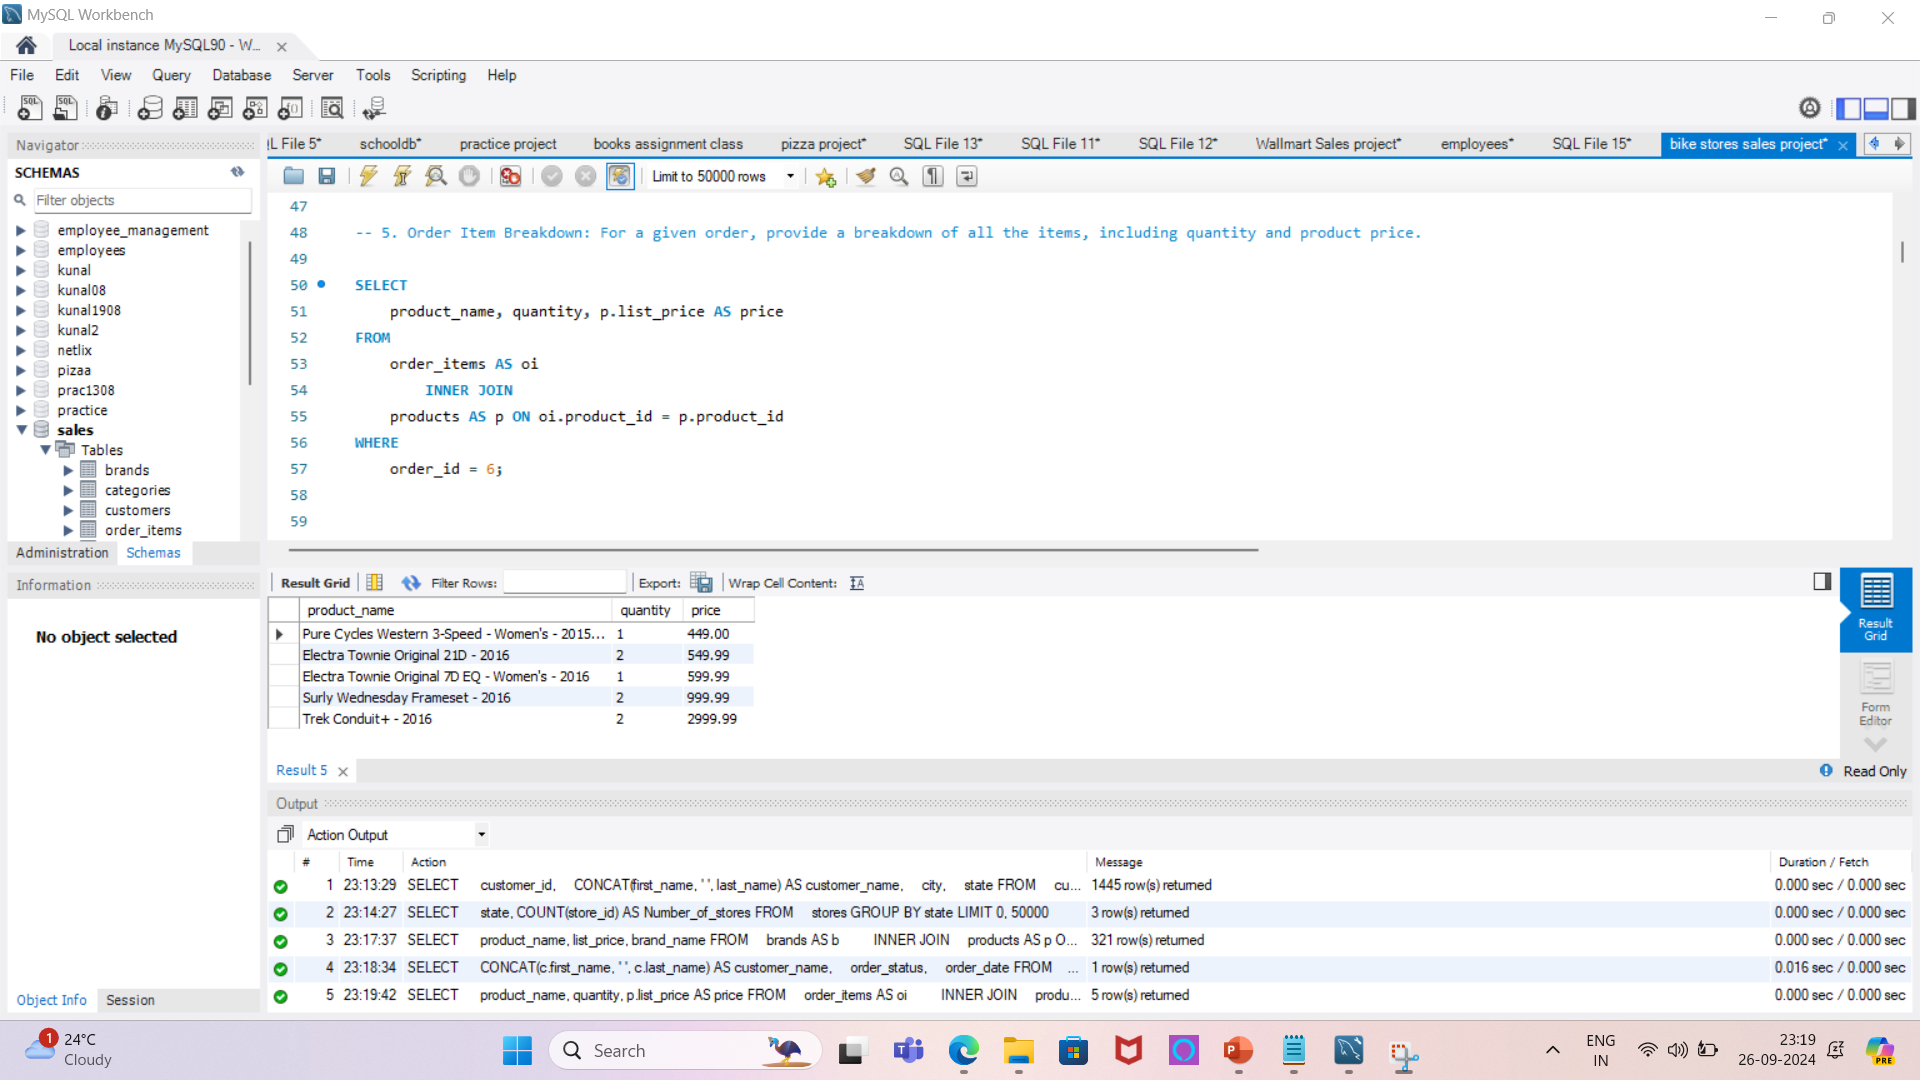 MySQL Workbench
Local instance MySQL90 - W...
File Edit View Query Database Server Tools Scripting Help
Navigator
SCHEMAS
Filter objects
employee_management
employees
kunal
kunal08
kunal1908
kunal2
netlix
pizaa
prac1308
practice
sales
Tables
brands
categories
customers
order_items
Administration Schemas
Information
No object selected
Object Info Session
L File 5* schooldb* practice project books assignment class pizza project* SQL File 13* SQL File 11* SQL File 12* Wallmart Sales project* employees* SQL File 15* bike stores sales project*
Limit to 50000 rows
47
48 -- 5. Order Item Breakdown: For a given order, provide a breakdown of all the items, including quantity and product price.
49
50 SELECT
51 product_name, quantity, p.list_price AS price
52 FROM
53 order_items AS oi
54 INNER JOIN
55 products AS p ON oi.product_id = p.product_id
56 WHERE
57 order_id = 6;
58
59
Result Grid Filter Rows: Export: Wrap Cell Content:
product_name quantity price
Pure Cycles Western 3-Speed - Women's - 2015... 1 449.00
Electra Townie Original 21D - 2016 2 549.99
Electra Townie Original 7D EQ - Women's - 2016 1 599.99
Surly Wednesday Frameset - 2016 2 999.99
Trek Conduit+ - 2016 2 2999.99
Result Grid
Form Editor
Result 5
Read Only
Output
Action Output
# Time Action Message Duration / Fetch
1 23:13:29 SELECT customer_id, CONCAT(first_name, ' ', last_name) AS customer_name, city, state FROM cu... 1445 row(s) returned 0.000 sec / 0.000 sec
2 23:14:27 SELECT state, COUNT(store_id) AS Number_of_stores FROM stores GROUP BY state LIMIT 0, 50000 3 row(s) returned 0.000 sec / 0.000 sec
3 23:17:37 SELECT product_name, list_price, brand_name FROM brands AS b INNER JOIN products AS p O... 321 row(s) returned 0.000 sec / 0.000 sec
4 23:18:34 SELECT CONCAT(c.first_name, ' ', c.last_name) AS customer_name, order_status, order_date FROM ... 1 row(s) returned 0.016 sec / 0.000 sec
5 23:19:42 SELECT product_name, quantity, p.list_price AS price FROM order_items AS oi INNER JOIN produ... 5 row(s) returned 0.000 sec / 0.000 sec
1
24°C
Cloudy
Search
ENG
IN
23:19
26-09-2024
PRE